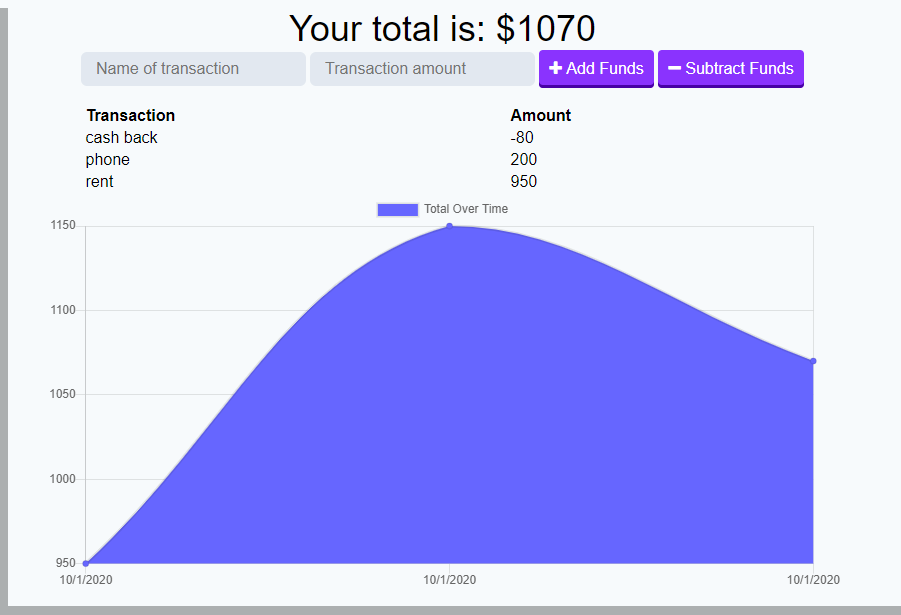 Your total is: $1070
Name of transaction Transaction amount Add Funds Subtract Funds
Transaction Amount
cash back -80
phone 200
rent 950
Total Over Time
1150
1100
1050
1000
950
10/1/2020 10/1/2020 10/1/2020